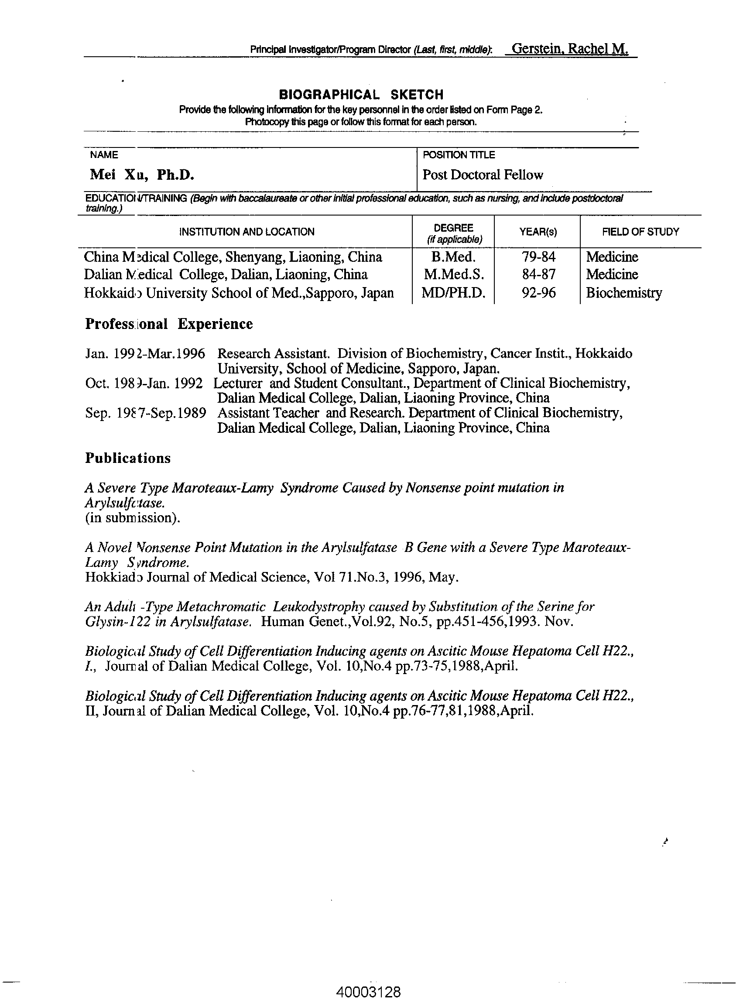 Principal Investigator/Program Director (Last, first, middle): Gerstein, Rachel M.
BIOGRAPHICAL SKETCH
Provide the following information for the key personnel in the order listed on Form Page 2.
Photocopy this page or follow this format for each person.
NAME
POSITION TITLE
Mei Xu, Ph.D.
Post Doctoral Fellow
EDUCATION/TRAINING (Begin with baccalaureate or other initial professional education, such as nursing, and include postdoctoral
training.)
INSTITUTION AND LOCATION DEGREE (if applicable) YEAR(s) FIELD OF STUDY
China Medical College, Shenyang, Liaoning, China B.Med. 79-84 Medicine
Dalian Medical College, Dalian, Liaoning, China M.Med.S. 84-87 Medicine
Hokkaido University School of Med.,Sapporo, Japan MD/PH.D. 92-96 Biochemistry
Professional Experience
Jan. 1992-Mar.1996 Research Assistant. Division of Biochemistry, Cancer Instit., Hokkaido
University, School of Medicine, Sapporo, Japan.
Oct. 1989-Jan. 1992 Lecturer and Student Consultant., Department of Clinical Biochemistry,
Dalian Medical College, Dalian, Liaoning Province, China
Sep. 1987-Sep.1989 Assistant Teacher and Research. Department of Clinical Biochemistry,
Dalian Medical College, Dalian, Liaoning Province, China
Publications
A Severe Type Maroteaux-Lamy Syndrome Caused by Nonsense point mutation in
Arylsulfatase.
(in submission).
A Novel Nonsense Point Mutation in the Arylsulfatase B Gene with a Severe Type Maroteaux-
Lamy Syndrome.
Hokkiado Journal of Medical Science, Vol 71.No.3, 1996, May.
An Adult -Type Metachromatic Leukodystrophy caused by Substitution of the Serine for
Glysin-122 in Arylsulfatase. Human Genet.,Vol.92, No.5, pp.451-456,1993. Nov.
Biological Study of Cell Differentiation Inducing agents on Ascitic Mouse Hepatoma Cell H22.,
I., Journal of Dalian Medical College, Vol. 10,No.4 pp.73-75,1988,April.
Biological Study of Cell Differentiation Inducing agents on Ascitic Mouse Hepatoma Cell H22.,
II, Journal of Dalian Medical College, Vol. 10,No.4 pp.76-77,81,1988,April.
40003128